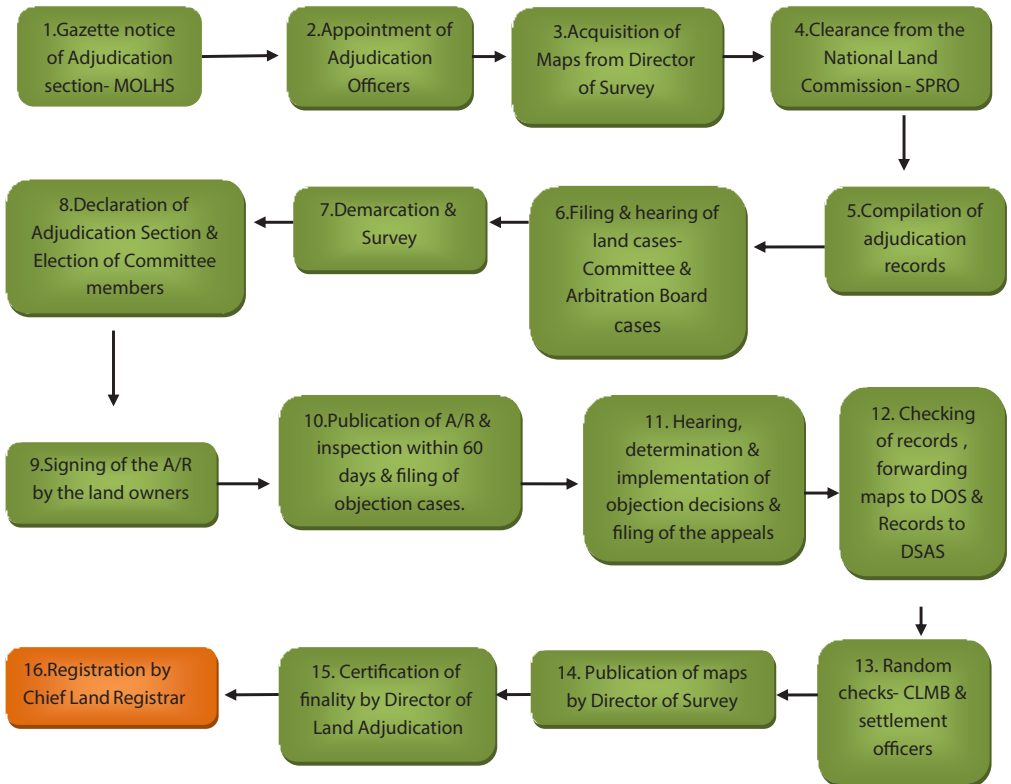 1.Gazette notice
of Adjudication
section- MOLHS
2.Appointment of
Adjudication
Officers
3.Acquisition of
Maps from Director
of Survey
4.Clearance from the
National Land
Commission - SPRO
5.Compilation of
adjudication
records
6.Filing & hearing of
land cases-
Committee &
Arbitration Board
cases
7.Demarcation &
Survey
8.Declaration of
Adjudication Section &
Election of Committee
members
9.Signing of the A/R
by the land owners
10.Publication of A/R &
inspection within 60
days & filing of
objection cases.
11. Hearing,
determination &
implementation of
objection decisions &
filing of the appeals
12. Checking
of records ,
forwarding
maps to DOS &
Records to
DSAS
13. Random
checks- CLMB &
settlement
officers
14. Publication of maps
by Director of Survey
15. Certification of
finality by Director of
Land Adjudication
16.Registration by
Chief Land Registrar